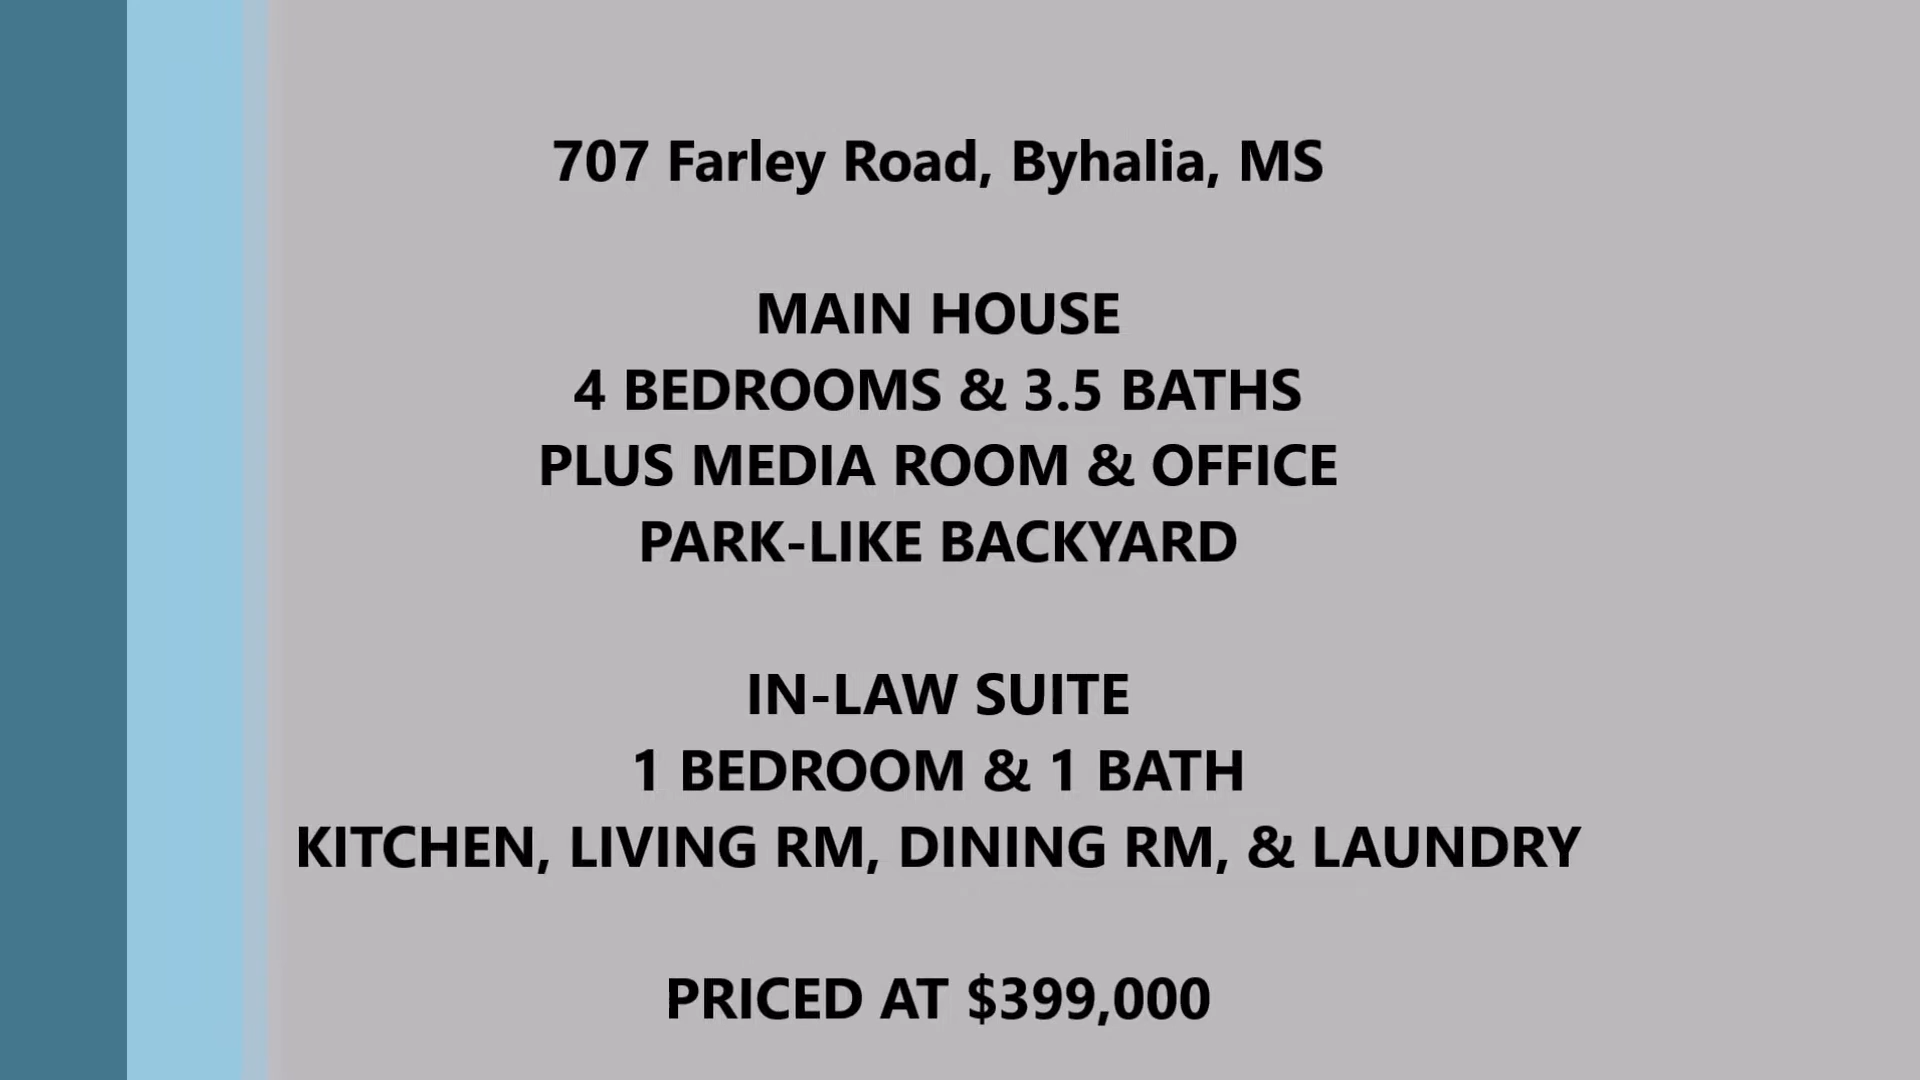 707 Farley Road, Byhalia, MS
MAIN HOUSE
4 BEDROOMS & 3.5 BATHS
PLUS MEDIA ROOM & OFFICE
PARK-LIKE BACKYARD
IN-LAW SUITE
1 BEDROOM & 1 BATH
KITCHEN, LIVING RM, DINING RM, & LAUNDRY
PRICED AT $399,000